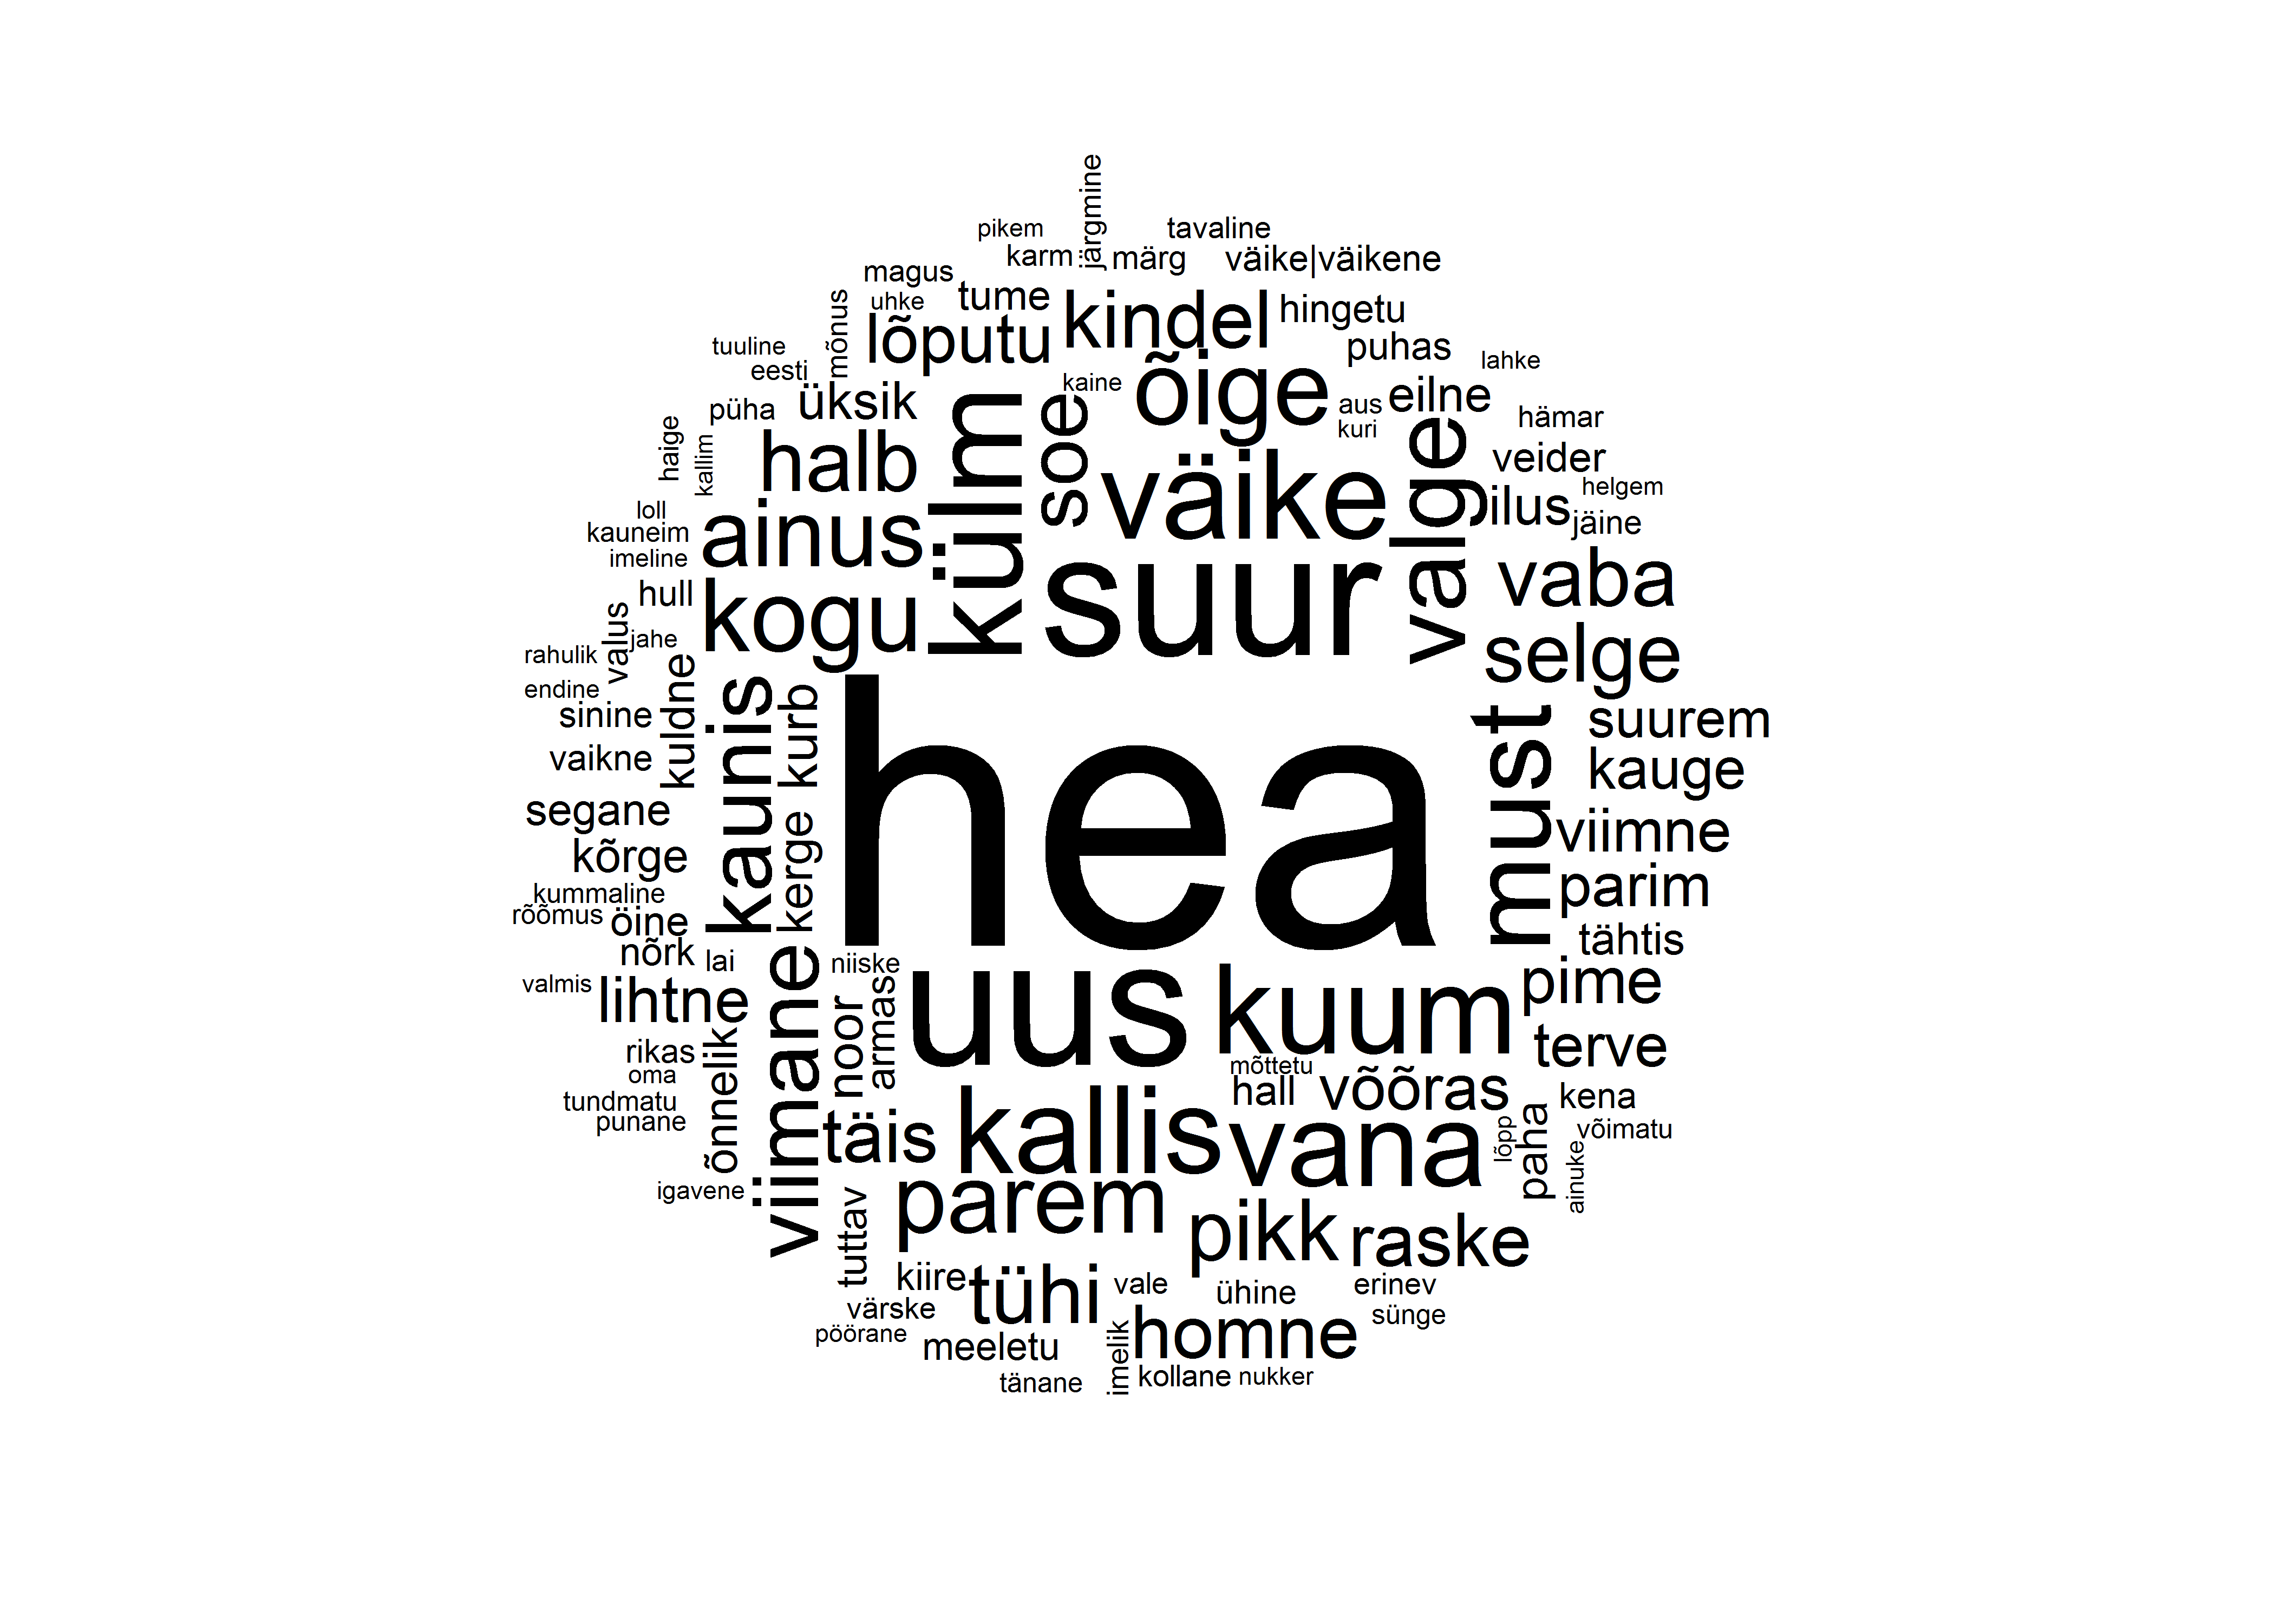 järgmine
pikem
tavaline
karm
märg
väike|väikene
magus
uhke
tume
kindel
hingetu
mõnus
lõputu
puhas
tuuline
eesti
kaine
õige
lahke
püha
üksik
aus
eilne
kuri
hämar
haige
kallim
halb
külm
soe
väike
valge
veider
helgem
ilus
jäine
loll
kauneim
imeline
ainus
suur
vaba
hull
kogu
valus
jahe
rahulik
endine
selge
sinine
kuldne
kaunis
kurb
hea
must
suurem
vaikne
kauge
segane
kerge
viimne
kõrge
parim
kummaline
rõõmus
öine
tähtis
nõrk
lai
niiske
valmis
lihtne
viimane
noor
armas
uus
kuum
pime
rikas
oma
õnnelik
terve
mõttetu
hall
võõras
tundmatu
punane
kena
täis
kallis
vana
lõpp
paha
võimatu
ainuke
igavene
tuttav
parem
pikk
raske
kiire
tühi
vale
ühine
erinev
värske
sünge
pöörane
meeletu
imelik
homne
tänane
kollane
nukker